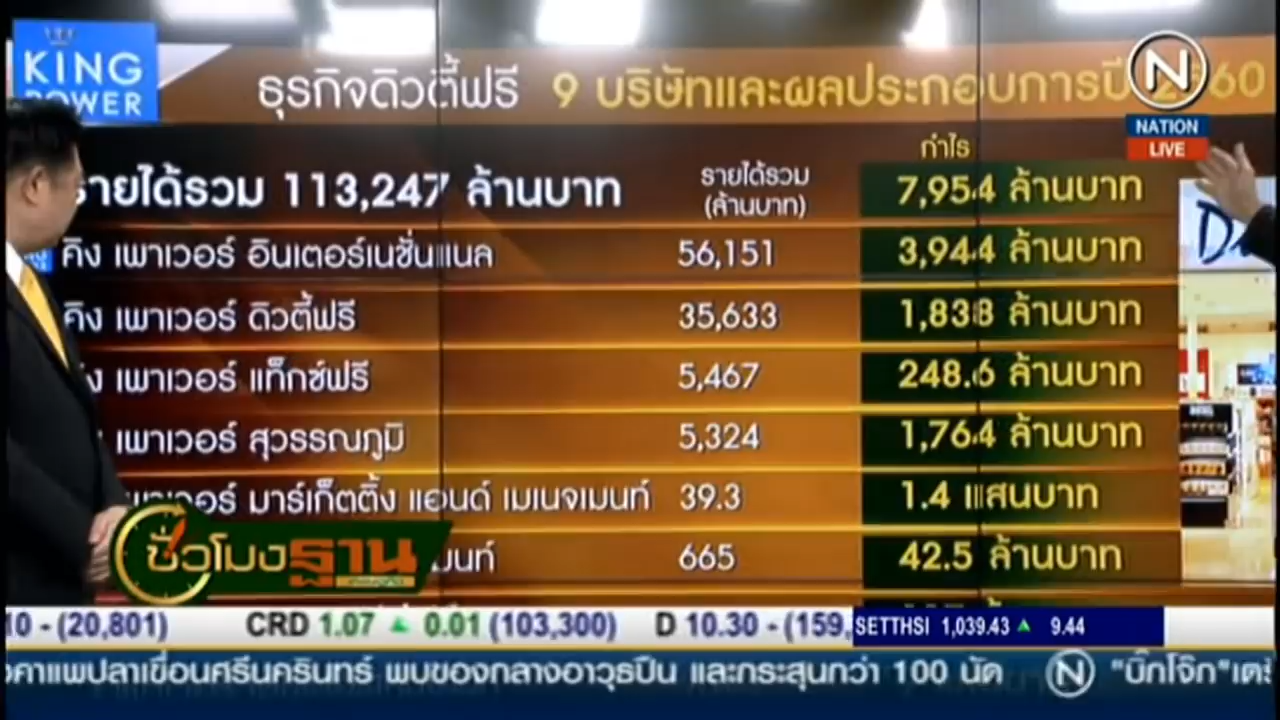 KING
POWER
ธุรกิจดิวตี้ฟรี 9 บริษัทและผลประกอบการปี 2560
N
NATION
LIVE
กำไร
รายได้รวม 113,247 ล้านบาท
รายได้รวม
(ล้านบาท)
7,954 ล้านบาท
คิง เพาเวอร์ อินเตอร์เนชั่นแนล 56,151 3,944 ล้านบาท
คิง เพาเวอร์ ดิวตี้ฟรี 35,633 1,838 ล้านบาท
เพาเวอร์ แท็กซ์ฟรี 5,467 248.6 ล้านบาท
เพาเวอร์ สุวรรณภูมิ 5,324 1,764 ล้านบาท
เพาเวอร์ มาร์เก็ตติ้ง แอนด์ เมเนจเมนท์ 39.3 1.4 แสนบาท
เมนท์ 665 42.5 ล้านบาท
ชั่วโมงฐาน
10 - (20,801) CRD 1.07 ▲ 0.01 (103,300) D 10.30 - (159, SETTHSI 1,039.43 ▲ 9.44
คาแพปลาเขื่อนศรีนครินทร์ พบของกลางอาวุธปืน และกระสุนกว่า 100 นัด N "บิ๊กโจ๊ก"เตร